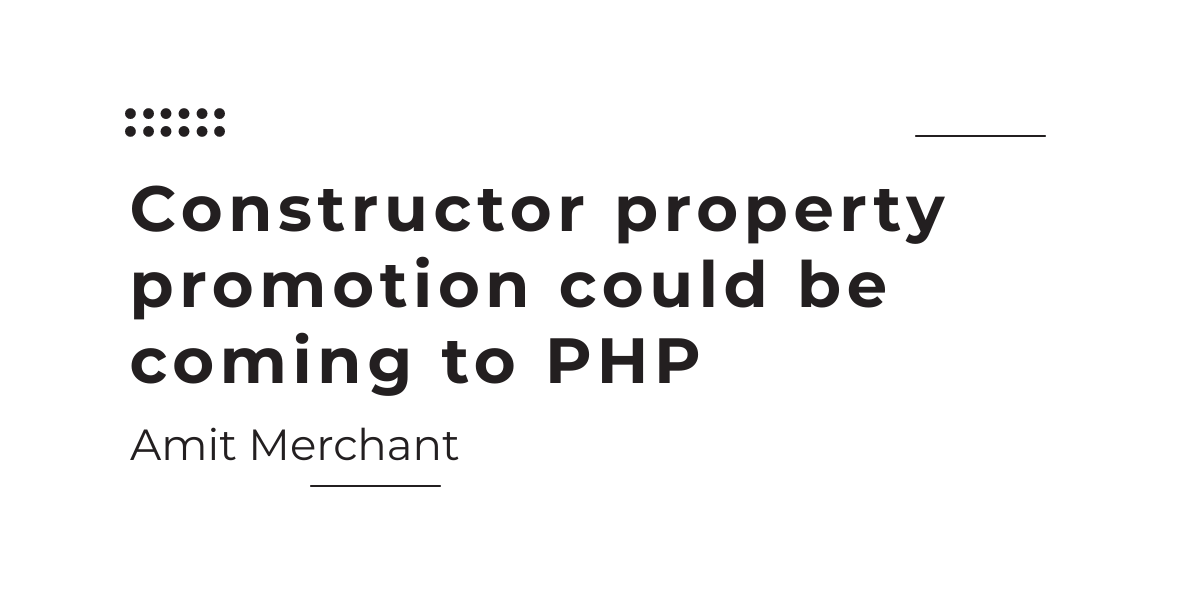 Constructor property
promotion could be
coming to PHP
Amit Merchant